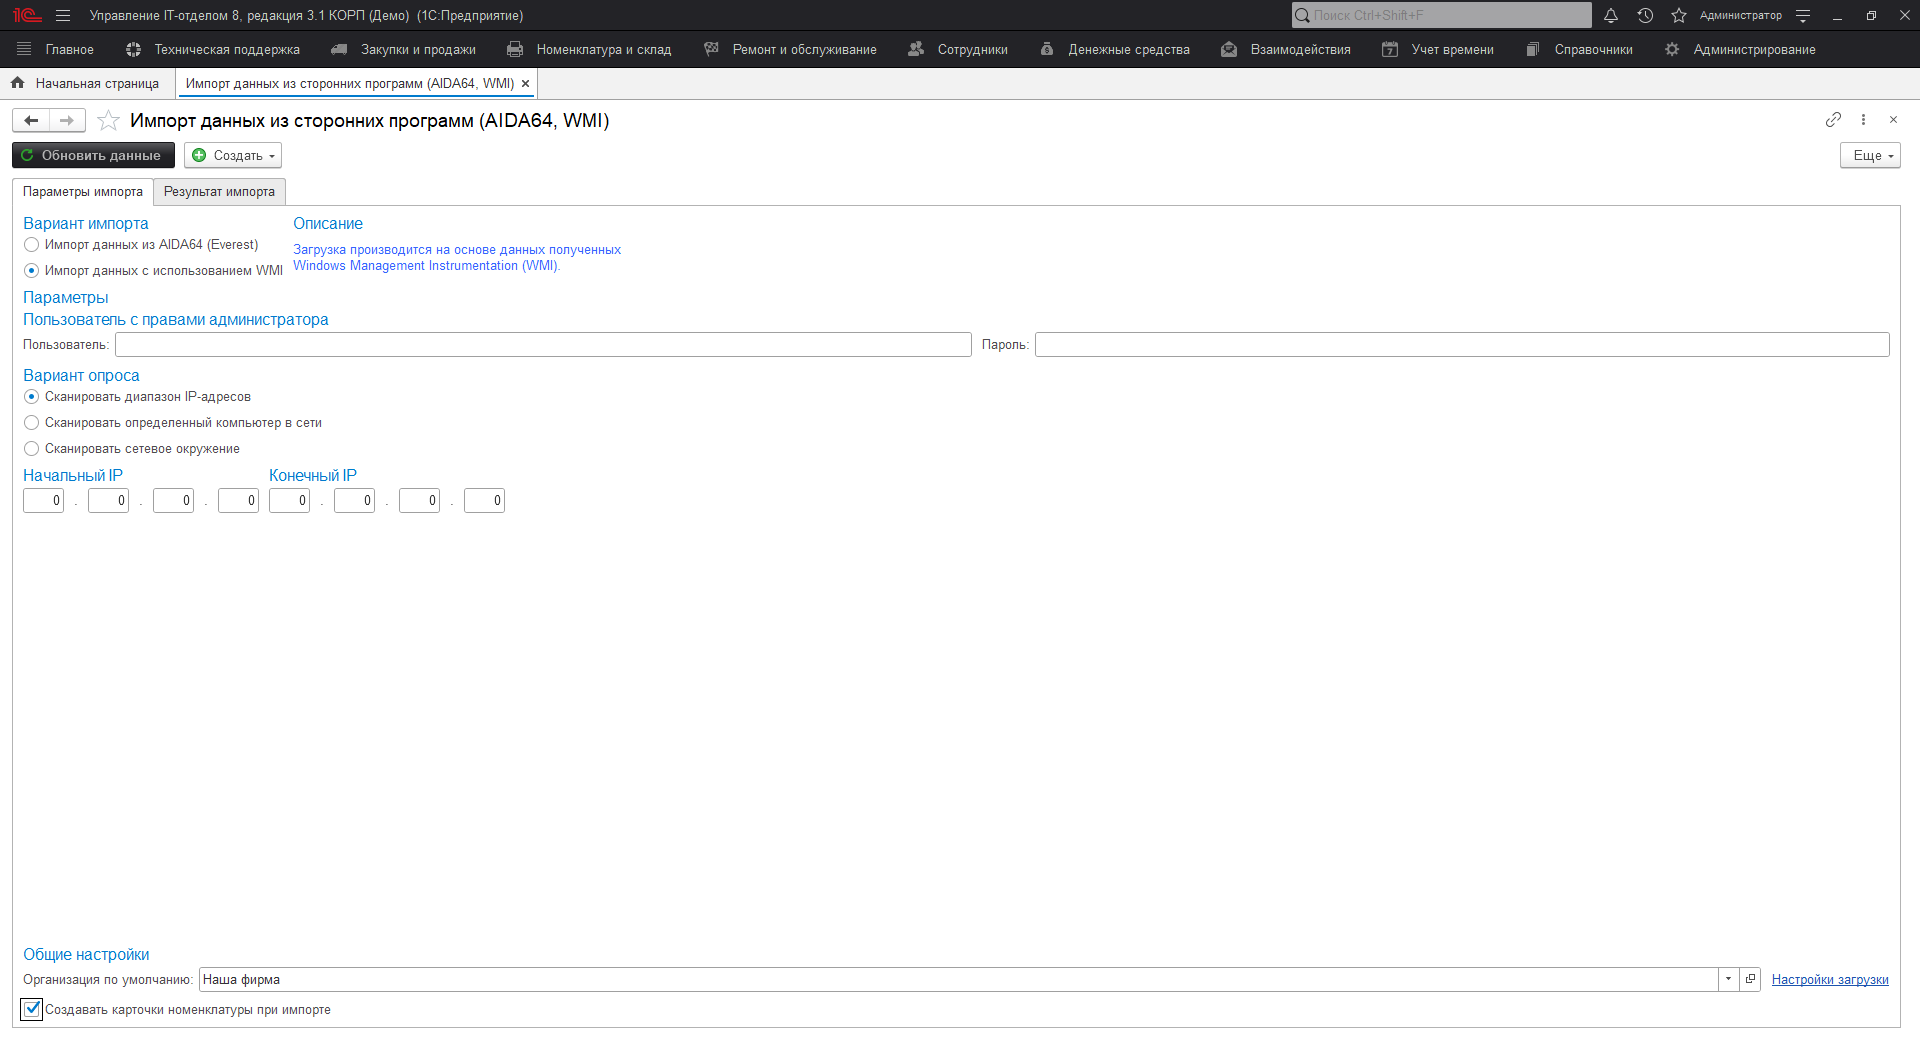 Управление IT-отделом 8, редакция 3.1 КОРП (Демо) (1С:Предприятие)
Поиск Ctrl+Shift+F
Администратор
Главное
Техническая поддержка
Закупки и продажи
Номенклатура и склад
Ремонт и обслуживание
Сотрудники
Денежные средства
Взаимодействия
Учет времени
Справочники
Администрирование
Начальная страница
Импорт данных из сторонних программ (AIDA64, WMI) ×
Импорт данных из сторонних программ (AIDA64, WMI)
Обновить данные
Создать
Еще
Параметры импорта
Результат импорта
Вариант импорта
Описание
Импорт данных из AIDA64 (Everest)
Загрузка производится на основе данных полученных
Windows Management Instrumentation (WMI).
Импорт данных с использованием WMI
Параметры
Пользователь с правами администратора
Пользователь:
Пароль:
Вариант опроса
Сканировать диапазон IP-адресов
Сканировать определенный компьютер в сети
Сканировать сетевое окружение
Начальный IP
Конечный IP
0 . 0 . 0 . 0
0 . 0 . 0 . 0
Общие настройки
Организация по умолчанию: Наша фирма
Настройки загрузки
Создавать карточки номенклатуры при импорте